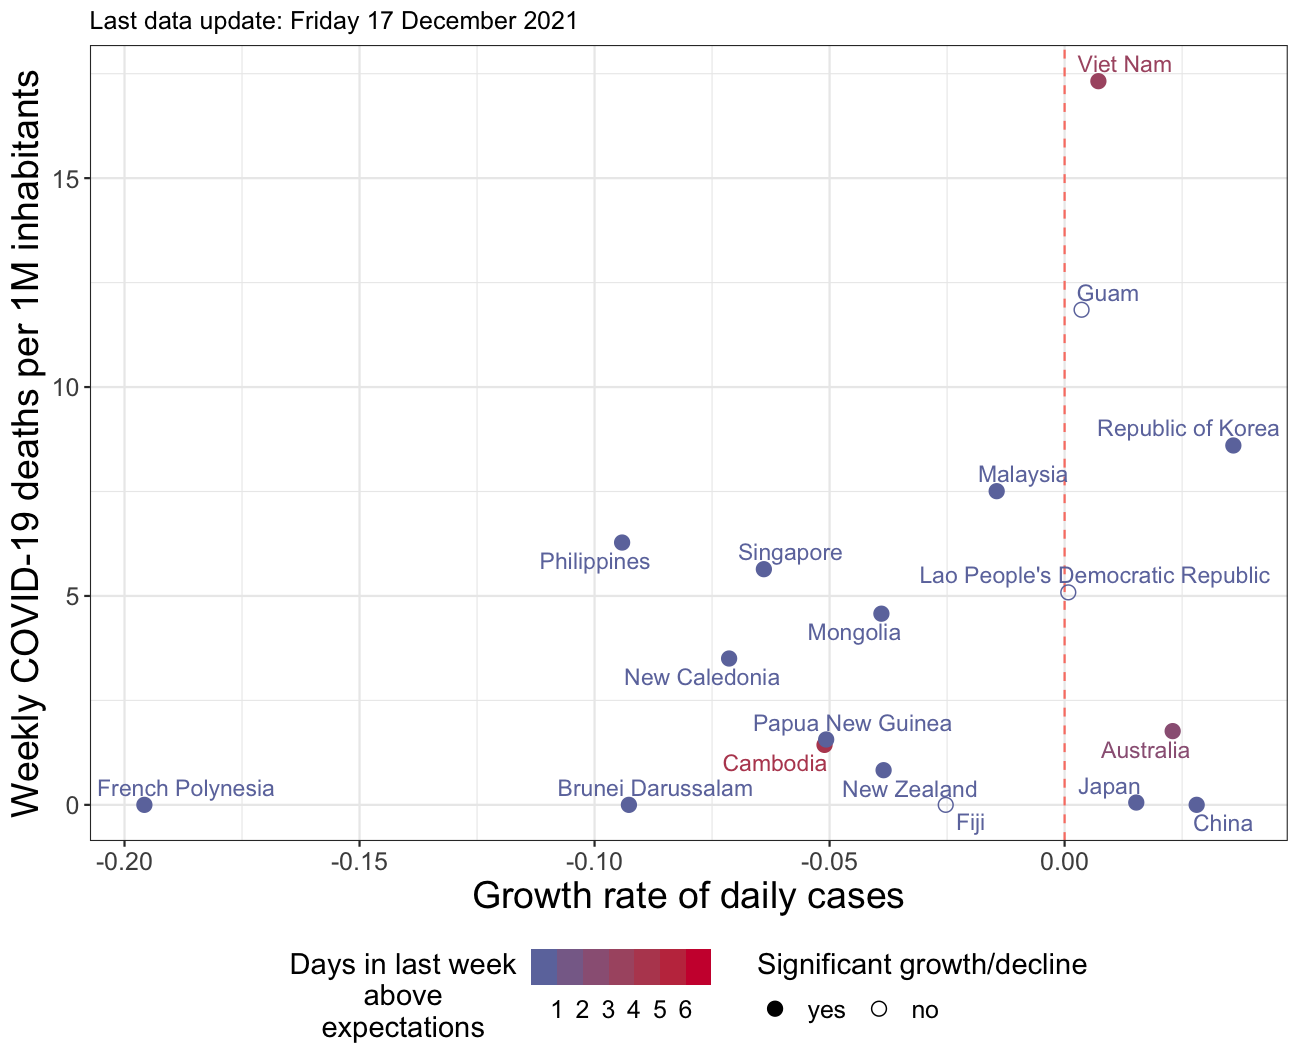 Last data update: Friday 17 December 2021
Weekly COVID-19 deaths per 1M inhabitants
15
10
5
0
Viet Nam
Guam
Republic of Korea
Malaysia
Philippines
Singapore
Lao People's Democratic Republic
Mongolia
New Caledonia
Papua New Guinea
Cambodia
Australia
French Polynesia
Brunei Darussalam
New Zealand
Japan
Fiji
China
-0.20 -0.15 -0.10 -0.05 0.00
Growth rate of daily cases
Days in last week
above
expectations
1 2 3 4 5 6
Significant growth/decline
yes no